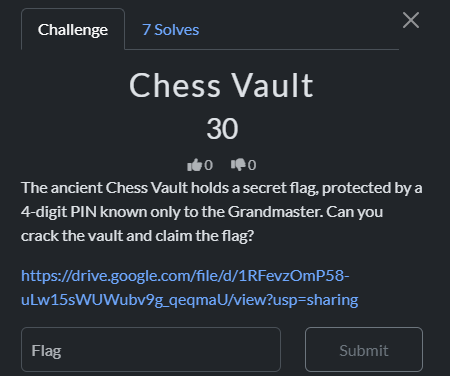 Challenge
7 Solves
Chess Vault
30
0
0
The ancient Chess Vault holds a secret flag, protected by a
4-digit PIN known only to the Grandmaster. Can you
crack the vault and claim the flag?
https://drive.google.com/file/d/1RFevzOmP58-
uLw15sWUWubv9g_qeqmaU/view?usp=sharing
Flag
Submit